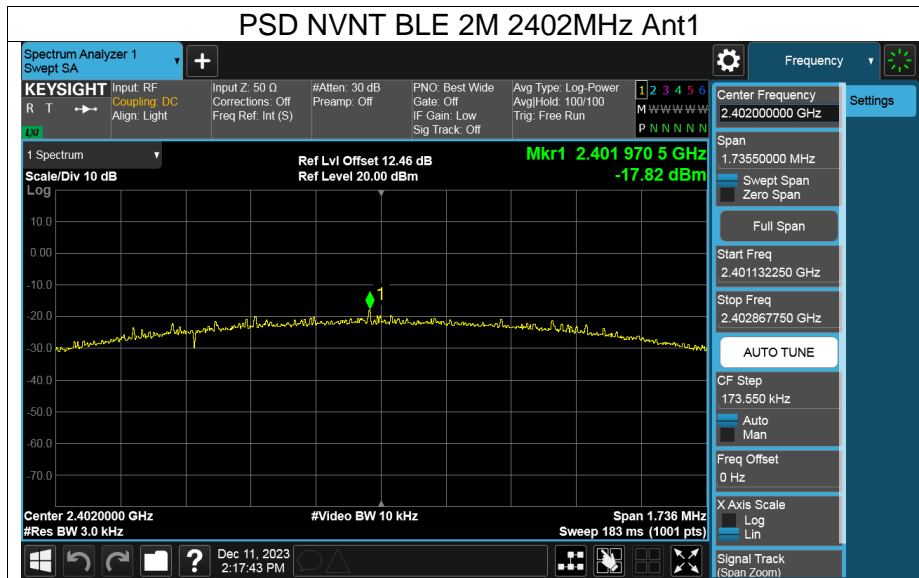 PSD NVNT BLE 2M 2402MHz Ant1
Spectrum Analyzer 1
Swept SA
+
Frequency
KEYSIGHT
R T
LXI
Input: RF
Coupling: DC
Align: Light
Input Z: 50 Ω
Corrections: Off
Freq Ref: Int (S)
#Atten: 30 dB
Preamp: Off
PNO: Best Wide
Gate: Off
IF Gain: Low
Sig Track: Off
Avg Type: Log-Power
Avg|Hold: 100/100
Trig: Free Run
1 2 3 4 5 6
M W W W W W
P N N N N N
1 Spectrum
Scale/Div 10 dB
Log
Ref Lvl Offset 12.46 dB
Ref Level 20.00 dBm
Mkr1 2.401 970 5 GHz
-17.82 dBm
10.0
0.00
-10.0
-20.0
-30.0
-40.0
-50.0
-60.0
-70.0
1
Center 2.4020000 GHz
#Res BW 3.0 kHz
#Video BW 10 kHz
Span 1.736 MHz
Sweep 183 ms (1001 pts)
Center Frequency
2.402000000 GHz
Settings
Span
1.73550000 MHz
Swept Span
Zero Span
Full Span
Start Freq
2.401132250 GHz
Stop Freq
2.402867750 GHz
AUTO TUNE
CF Step
173.550 kHz
Auto
Man
Freq Offset
0 Hz
X Axis Scale
Log
Lin
Signal Track
(Span Zoom)
?
Dec 11, 2023
2:17:43 PM